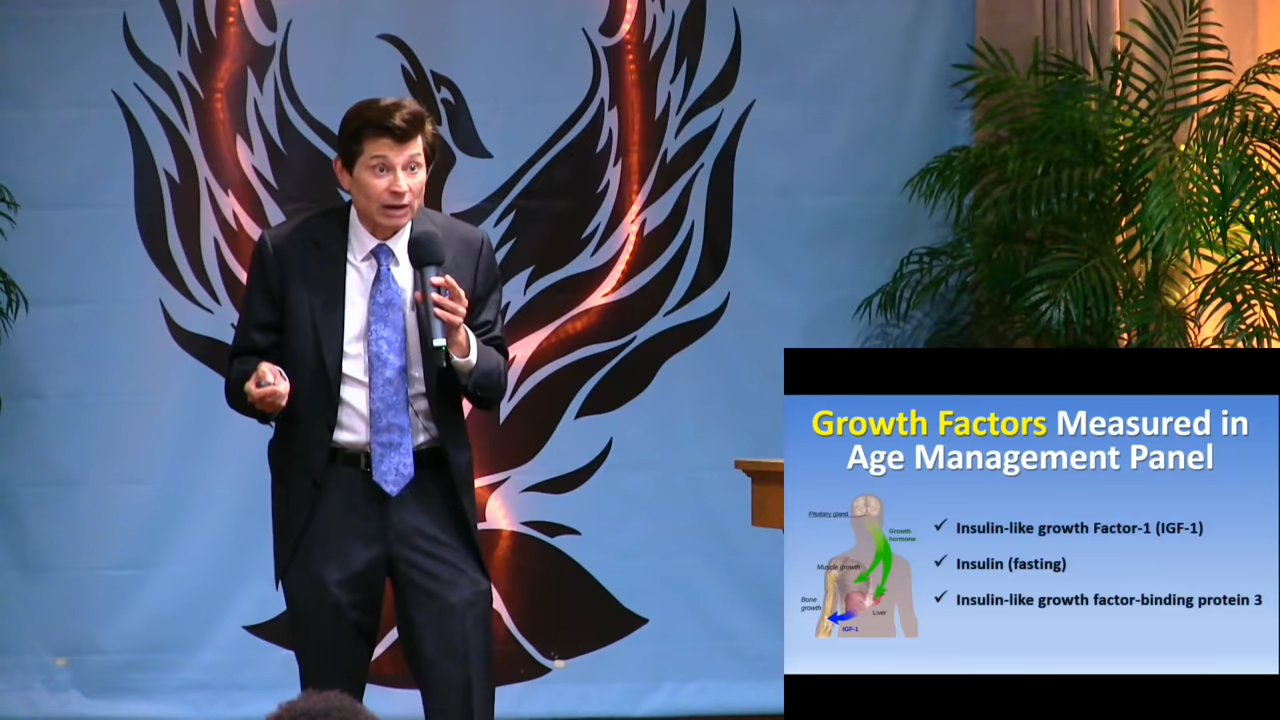 Growth Factors Measured in
Age Management Panel
Pituitary gland
Growth
hormone
Muscle growth
Bone
growth
Liver
IGF-1
✓ Insulin-like growth Factor-1 (IGF-1)
✓ Insulin (fasting)
✓ Insulin-like growth factor-binding protein 3